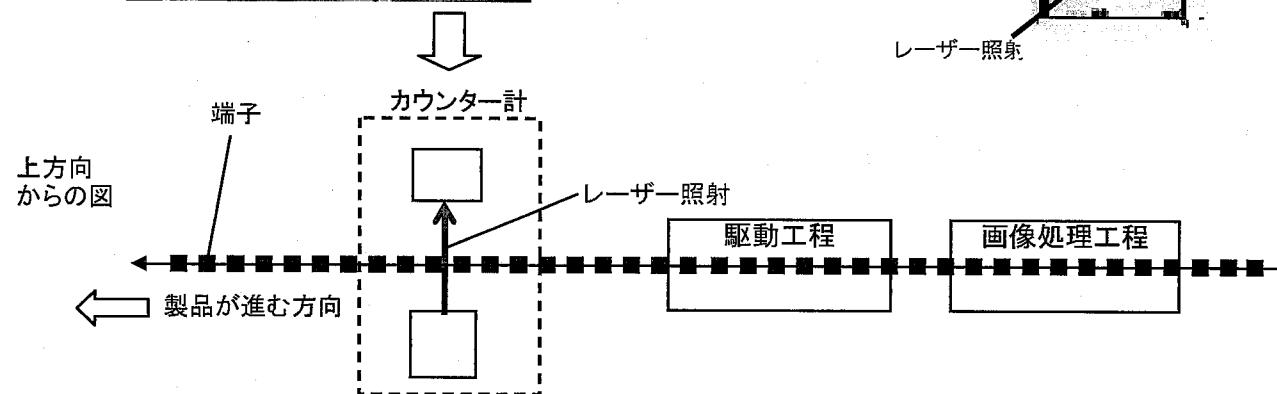 レーザー照射
カウンター計
端子
上方向
からの図
レーザー照射
駆動工程
画像処理工程
製品が進む方向